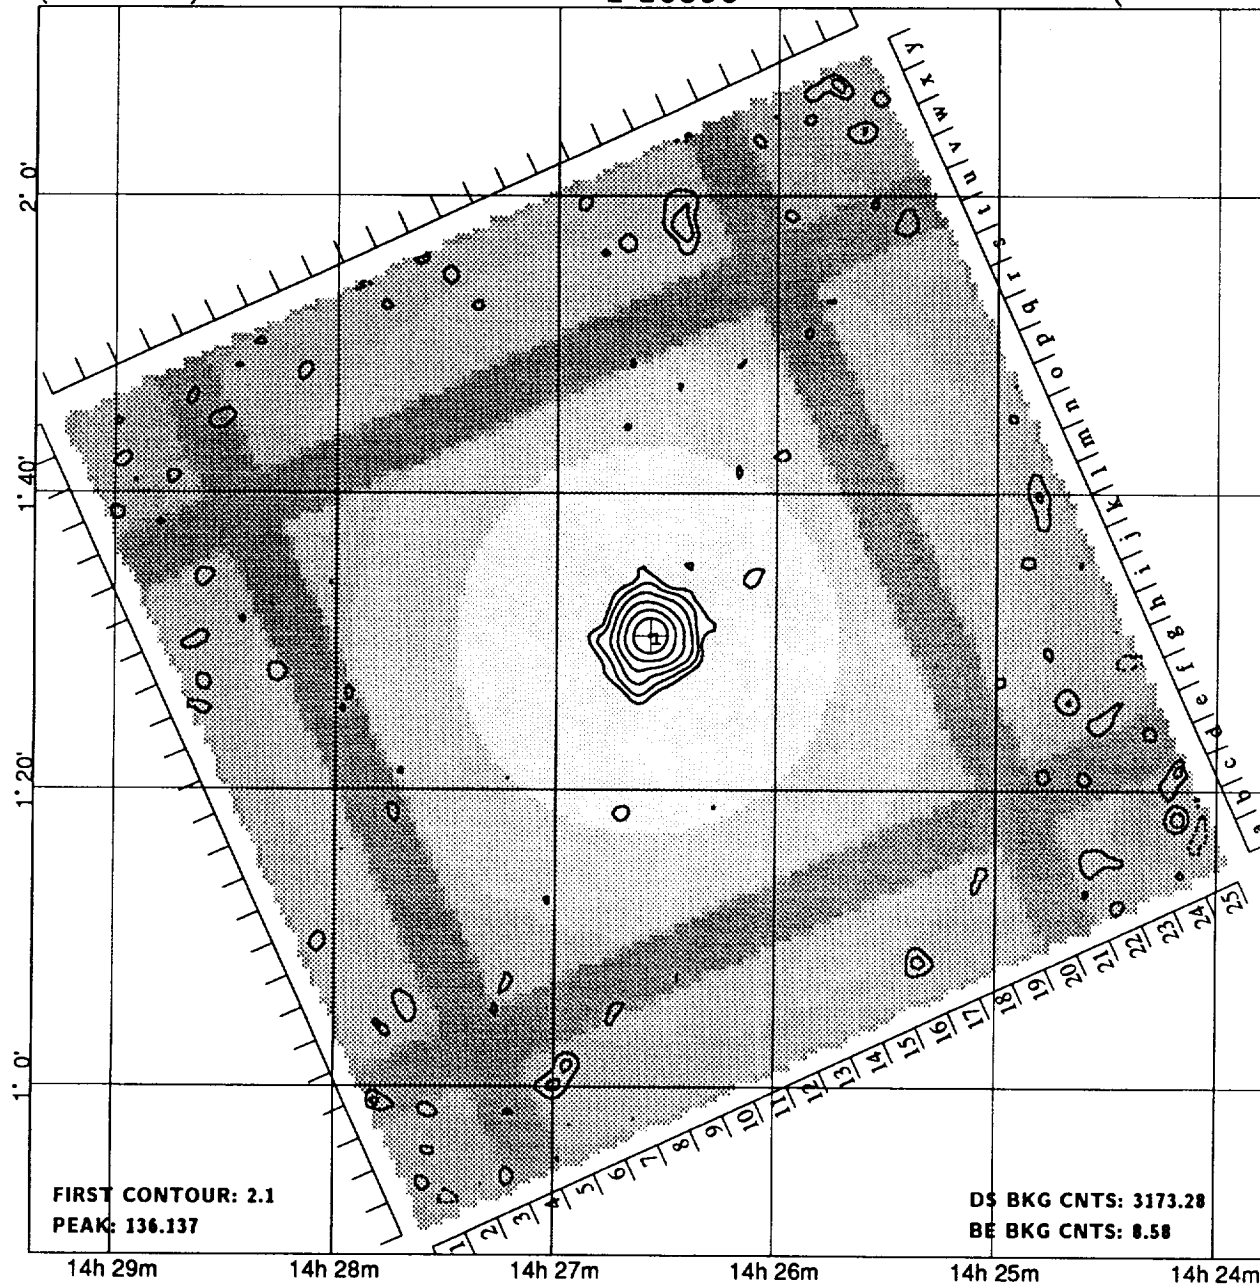 2° 0'
1° 40'
1° 20'
1° 0'
a|b|c|d|e|f|g|h|i|j|k|l|m|n|o|p|q|r|s|t|u|v|w|x|y
1|2|3|4|5|6|7|8|9|10|11|12|13|14|15|16|17|18|19|20|21|22|23|24|25
1
FIRST CONTOUR: 2.1
PEAK: 136.137
DS BKG CNTS: 3173.28
BE BKG CNTS: 8.58
14h 29m
14h 28m
14h 27m
14h 26m
14h 25m
14h 24m